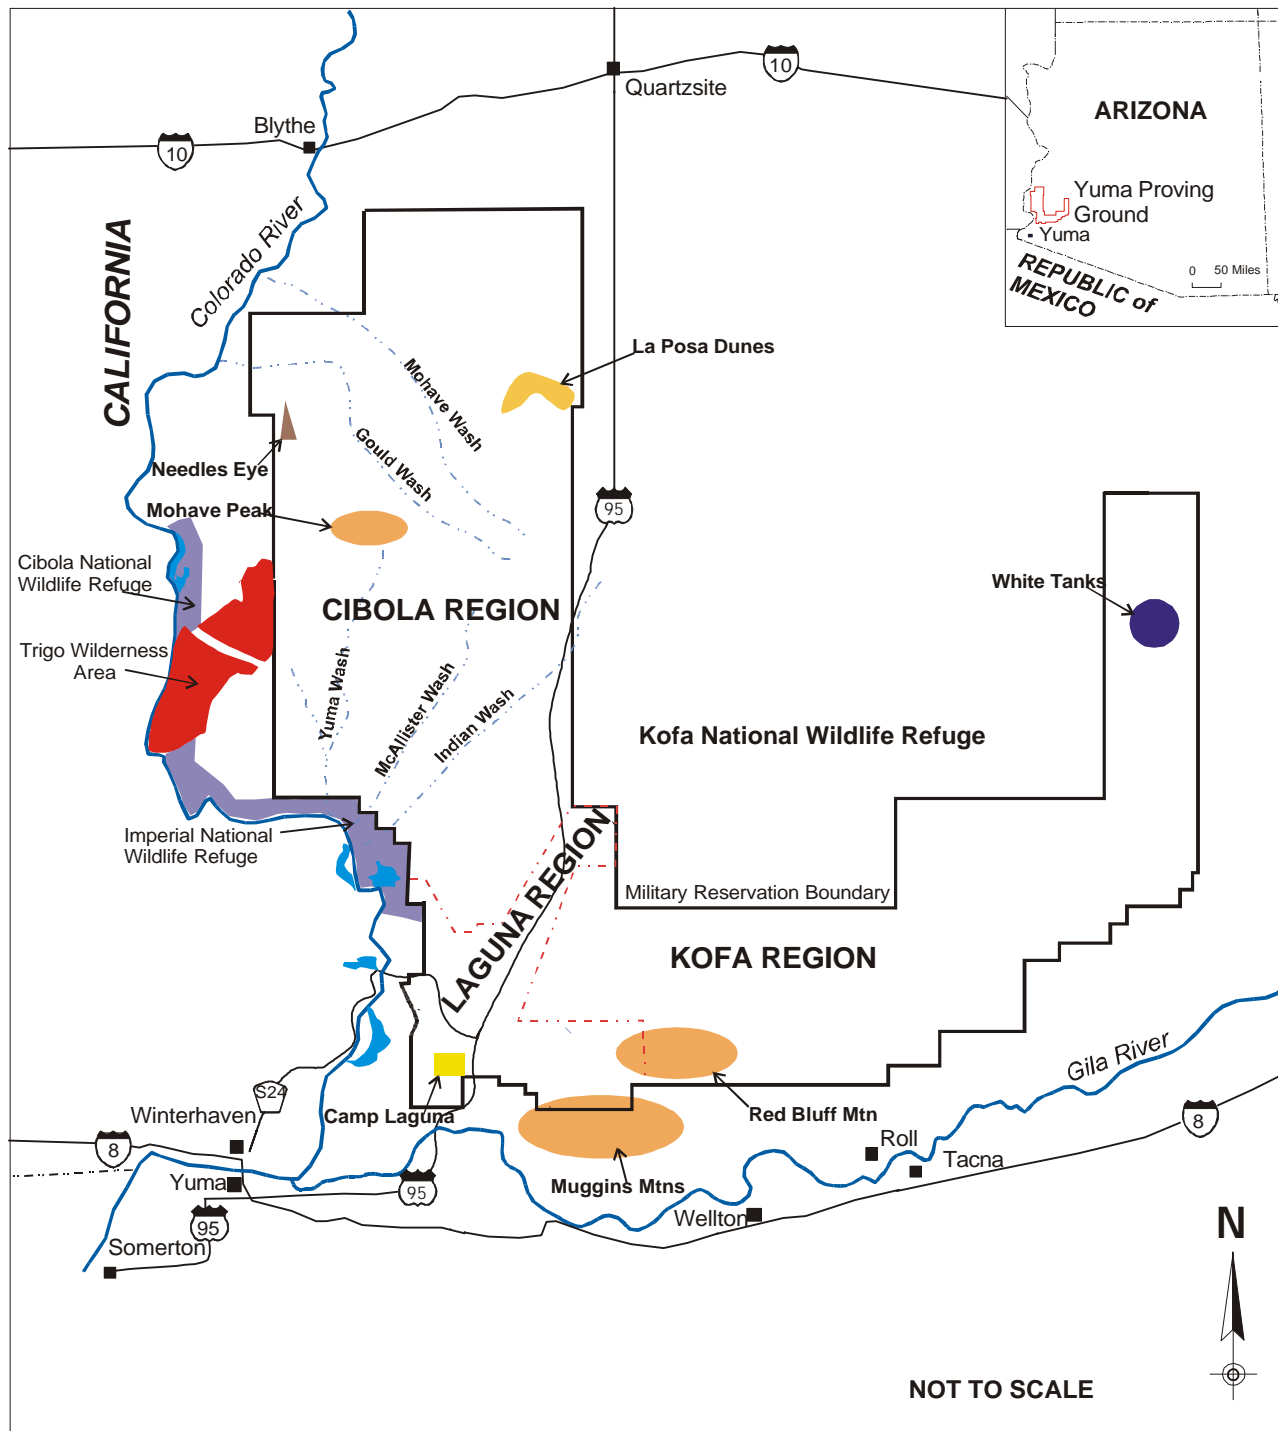 Quartzsite
10
Blythe
10
ARIZONA
Yuma Proving
Ground
Yuma
0 50 Miles
REPUBLIC of
MEXICO
CALIFORNIA
Colorado River
La Posa Dunes
Mohave Wash
Gould Wash
Needles Eye
Mohave Peak
95
Cibola National
Wildlife Refuge
CIBOLA REGION
White Tanks
Trigo Wilderness
Area
Yuma Wash
McAllister Wash
Indian Wash
Kofa National Wildlife Refuge
Imperial National
Wildlife Refuge
LAGUNA REGION
Military Reservation Boundary
KOFA REGION
Gila River
S24
Winterhaven
Camp Laguna
Red Bluff Mtn
8
8
Roll
Tacna
Yuma
95
Muggins Mtns
Wellton
95
Somerton
N
NOT TO SCALE